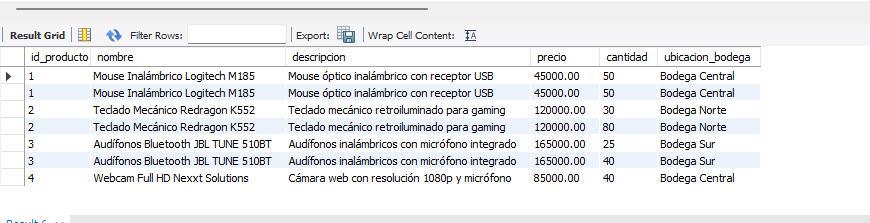 Result Grid Filter Rows: Export: Wrap Cell Content: IA
id_producto nombre descripcion precio cantidad ubicacion_bodega
1 Mouse Inalámbrico Logitech M185 Mouse óptico inalámbrico con receptor USB 45000.00 50 Bodega Central
1 Mouse Inalámbrico Logitech M185 Mouse óptico inalámbrico con receptor USB 45000.00 50 Bodega Central
2 Teclado Mecánico Redragon K552 Teclado mecánico retroiluminado para gaming 120000.00 30 Bodega Norte
2 Teclado Mecánico Redragon K552 Teclado mecánico retroiluminado para gaming 120000.00 80 Bodega Norte
3 Audífonos Bluetooth JBL TUNE 510BT Audífonos inalámbricos con micrófono integrado 165000.00 25 Bodega Sur
3 Audífonos Bluetooth JBL TUNE 510BT Audífonos inalámbricos con micrófono integrado 165000.00 40 Bodega Sur
4 Webcam Full HD Nexxt Solutions Cámara web con resolución 1080p y micrófono 85000.00 40 Bodega Central